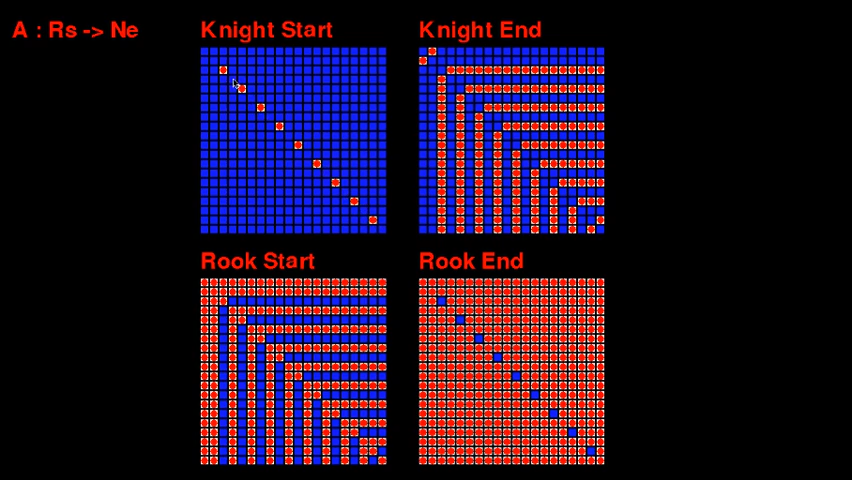 A : Rs -> Ne
Knight Start
Knight End
Rook Start
Rook End